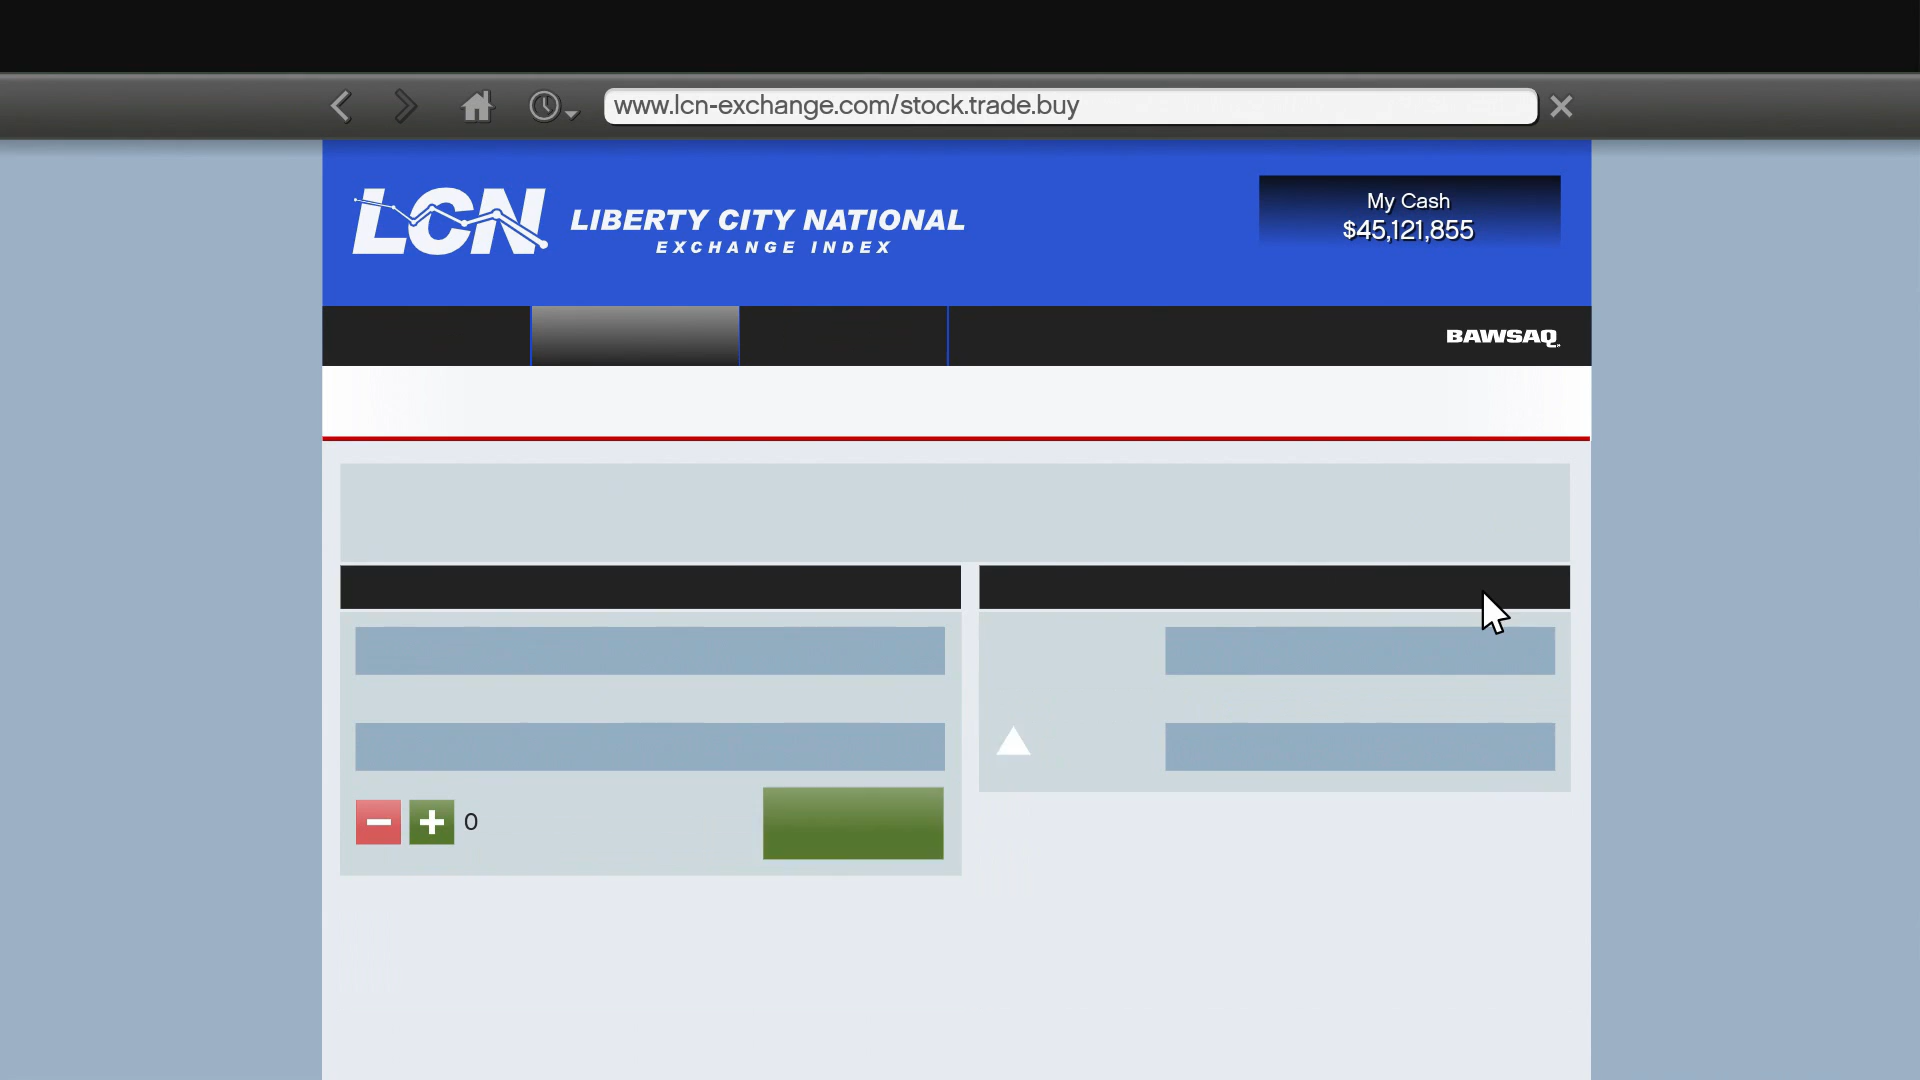 www.lcn-exchange.com/stock.trade.buy
LCN
LIBERTY CITY NATIONAL
EXCHANGE INDEX
My Cash
$45,121,855
BAWSAQ
0